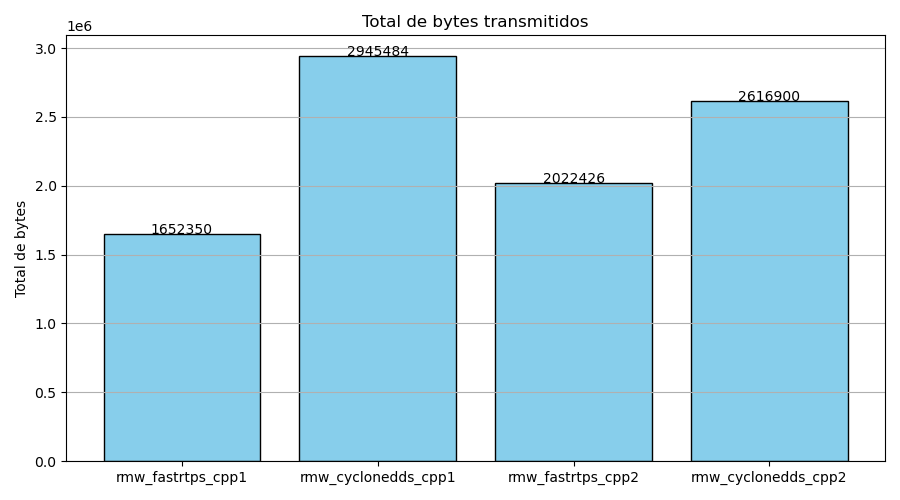 Total de bytes transmitidos
1e6
3.0
2.5
2.0
1.5
1.0
0.5
0.0
Total de bytes
1652350
2945484
2022426
2616900
rmw_fastrtps_cpp1
rmw_cyclonedds_cpp1
rmw_fastrtps_cpp2
rmw_cyclonedds_cpp2